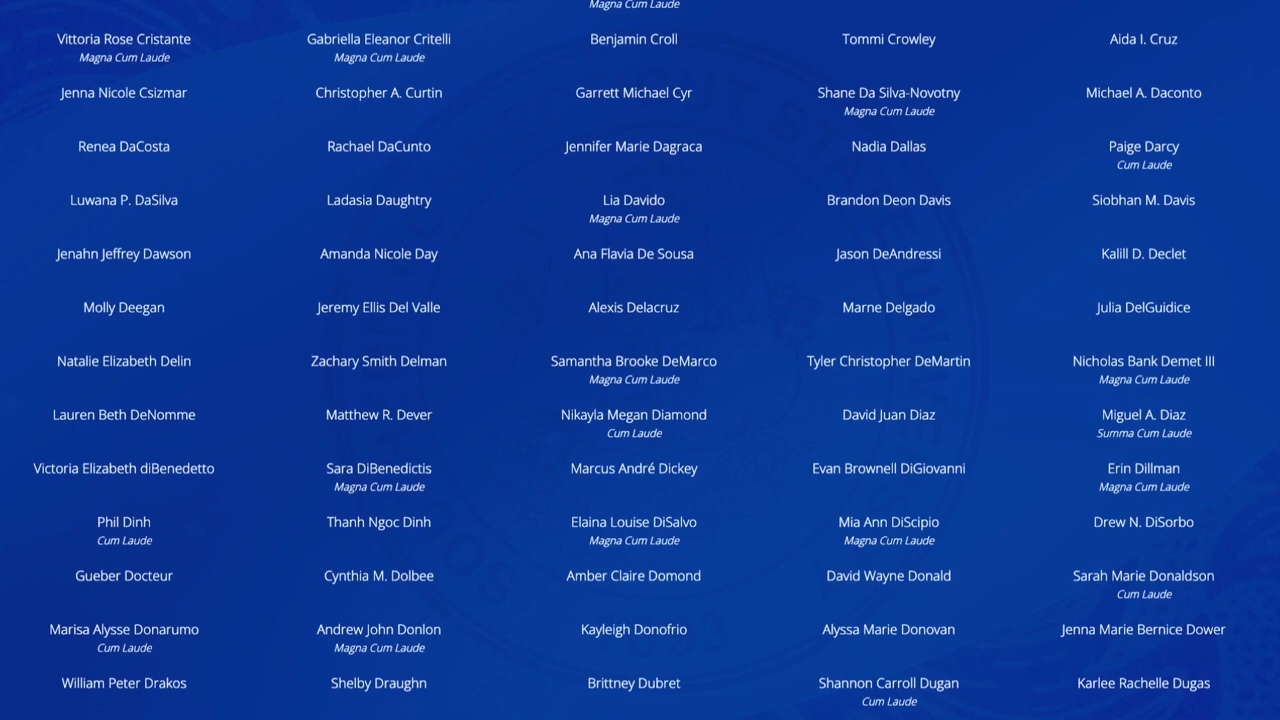 Magna Cum Laude
Vittoria Rose Cristante
Magna Cum Laude
Gabriella Eleanor Critelli
Magna Cum Laude
Benjamin Croll
Tommi Crowley
Aida I. Cruz
Jenna Nicole Csizmar
Christopher A. Curtin
Garrett Michael Cyr
Shane Da Silva-Novotny
Magna Cum Laude
Michael A. Daconto
Renea DaCosta
Rachael DaCunto
Jennifer Marie Dagraca
Nadia Dallas
Paige Darcy
Cum Laude
Luwana P. DaSilva
Ladasia Daughtry
Lia Davido
Magna Cum Laude
Brandon Deon Davis
Siobhan M. Davis
Jenahn Jeffrey Dawson
Amanda Nicole Day
Ana Flavia De Sousa
Jason DeAndressi
Kalill D. Declet
Molly Deegan
Jeremy Ellis Del Valle
Alexis Delacruz
Marne Delgado
Julia DelGuidice
Natalie Elizabeth Delin
Zachary Smith Delman
Samantha Brooke DeMarco
Magna Cum Laude
Tyler Christopher DeMartin
Nicholas Bank Demet III
Magna Cum Laude
Lauren Beth DeNomme
Matthew R. Dever
Nikayla Megan Diamond
Cum Laude
David Juan Diaz
Miguel A. Diaz
Summa Cum Laude
Victoria Elizabeth diBenedetto
Sara DiBenedictis
Magna Cum Laude
Marcus André Dickey
Evan Brownell DiGiovanni
Erin Dillman
Magna Cum Laude
Phil Dinh
Cum Laude
Thanh Ngoc Dinh
Elaina Louise DiSalvo
Magna Cum Laude
Mia Ann DiScipio
Magna Cum Laude
Drew N. DiSorbo
Gueber Docteur
Cynthia M. Dolbee
Amber Claire Domond
David Wayne Donald
Sarah Marie Donaldson
Cum Laude
Marisa Alysse Donarumo
Cum Laude
Andrew John Donlon
Magna Cum Laude
Kayleigh Donofrio
Alyssa Marie Donovan
Jenna Marie Bernice Dower
William Peter Drakos
Shelby Draughn
Brittney Dubret
Shannon Carroll Dugan
Cum Laude
Karlee Rachelle Dugas